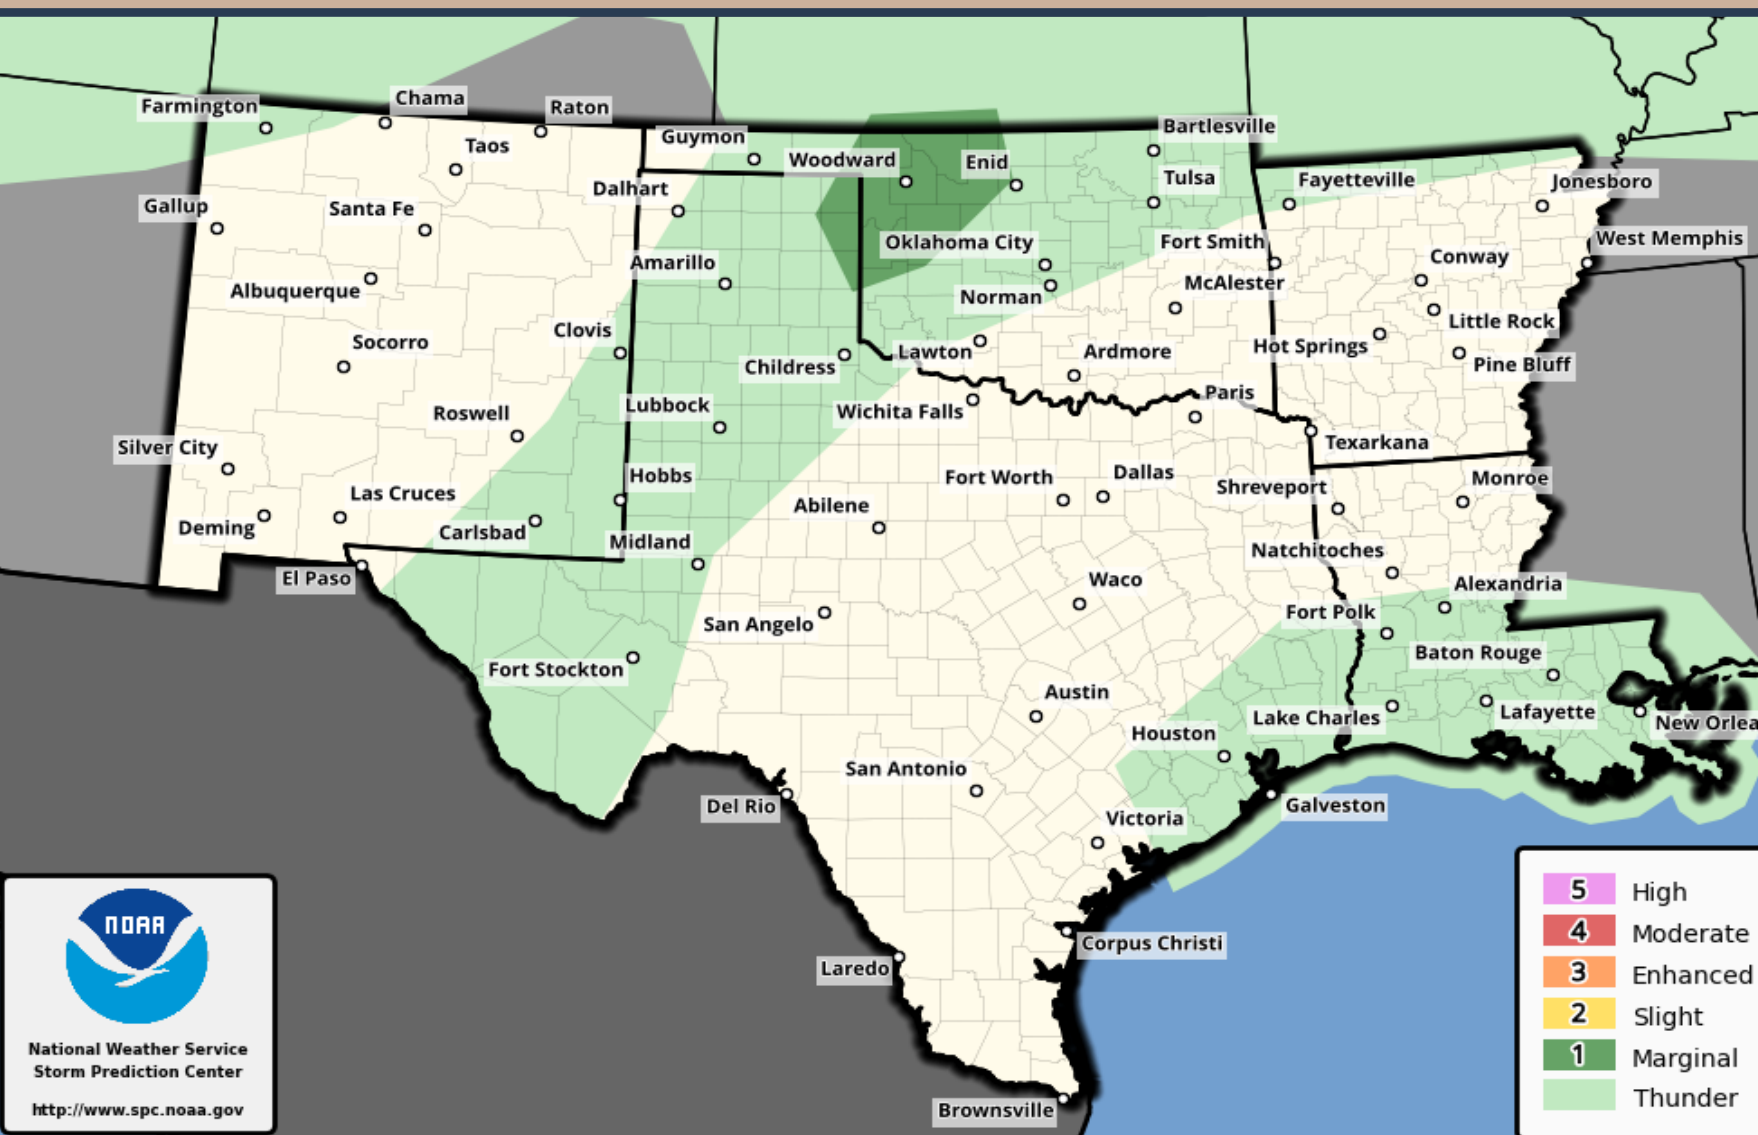 Farmington
Chama
Raton
Taos
Guymon
Woodward
Enid
Bartlesville
Tulsa
Fayetteville
Jonesboro
Gallup
Santa Fe
Dalhart
Oklahoma City
Fort Smith
West Memphis
Albuquerque
Amarillo
Norman
McAlester
Conway
Little Rock
Socorro
Clovis
Childress
Lawton
Ardmore
Hot Springs
Pine Bluff
Roswell
Lubbock
Wichita Falls
Paris
Texarkana
Silver City
Las Cruces
Hobbs
Abilene
Fort Worth
Dallas
Shreveport
Monroe
Deming
Carlsbad
Midland
Natchitoches
El Paso
Waco
Alexandria
San Angelo
Fort Polk
Fort Stockton
Baton Rouge
Austin
Lake Charles
Lafayette
New Orlea
Houston
San Antonio
Del Rio
Victoria
Galveston
Corpus Christi
Laredo
Brownsville
NOAA
National Weather Service
Storm Prediction Center
http://www.spc.noaa.gov
5 High
4 Moderate
3 Enhanced
2 Slight
1 Marginal
Thunder